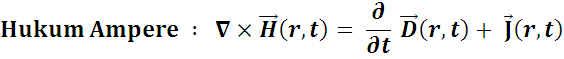 Hukum Ampere : ∇ × H⃗(r, t) = ∂/∂t D⃗(r, t) + J⃗(r, t)